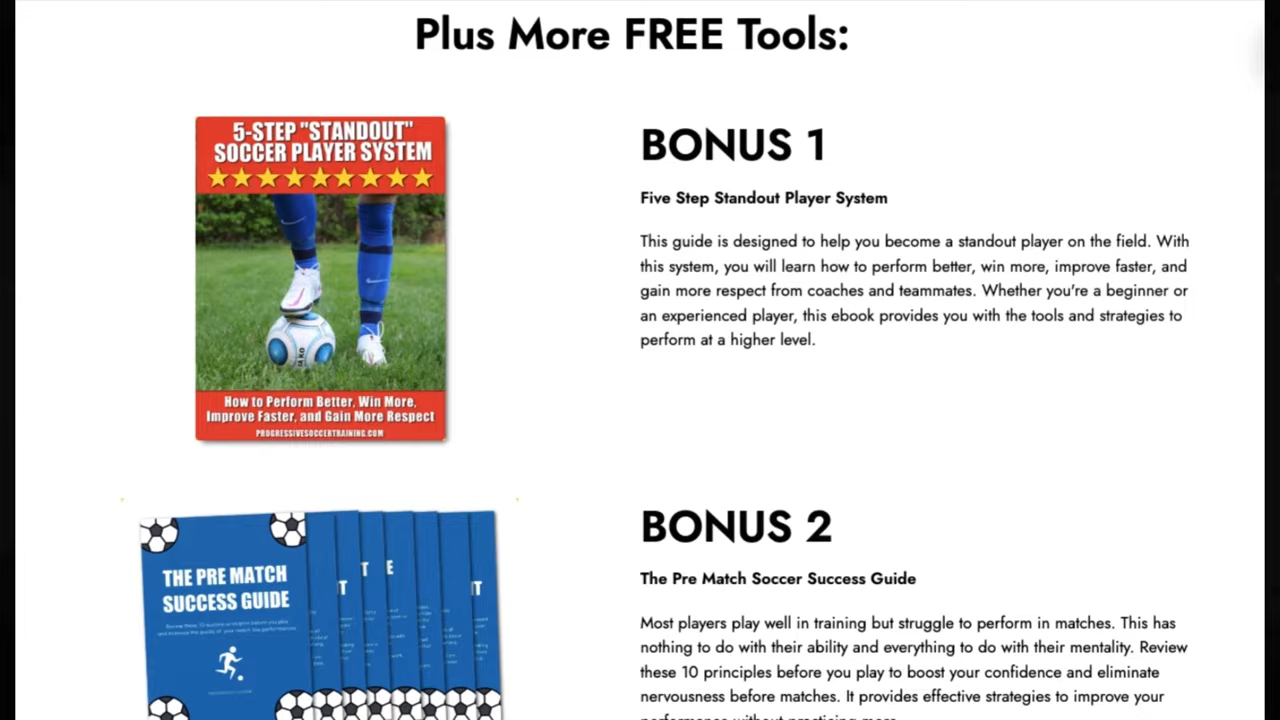 Plus More FREE Tools:
5-STEP "STANDOUT"
SOCCER PLAYER SYSTEM
How to Perform Better, Win More,
Improve Faster, and Gain More Respect
PROGRESSIVESOCCERTRAINING.COM
BONUS 1
Five Step Standout Player System
This guide is designed to help you become a standout player on the field. With
this system, you will learn how to perform better, win more, improve faster, and
gain more respect from coaches and teammates. Whether you're a beginner or
an experienced player, this ebook provides you with the tools and strategies to
perform at a higher level.
THE PRE MATCH
SUCCESS GUIDE
BONUS 2
The Pre Match Soccer Success Guide
Most players play well in training but struggle to perform in matches. This has
nothing to do with their ability and everything to do with their mentality. Review
these 10 principles before you play to boost your confidence and eliminate
nervousness before matches. It provides effective strategies to improve your
performance without practicing more.